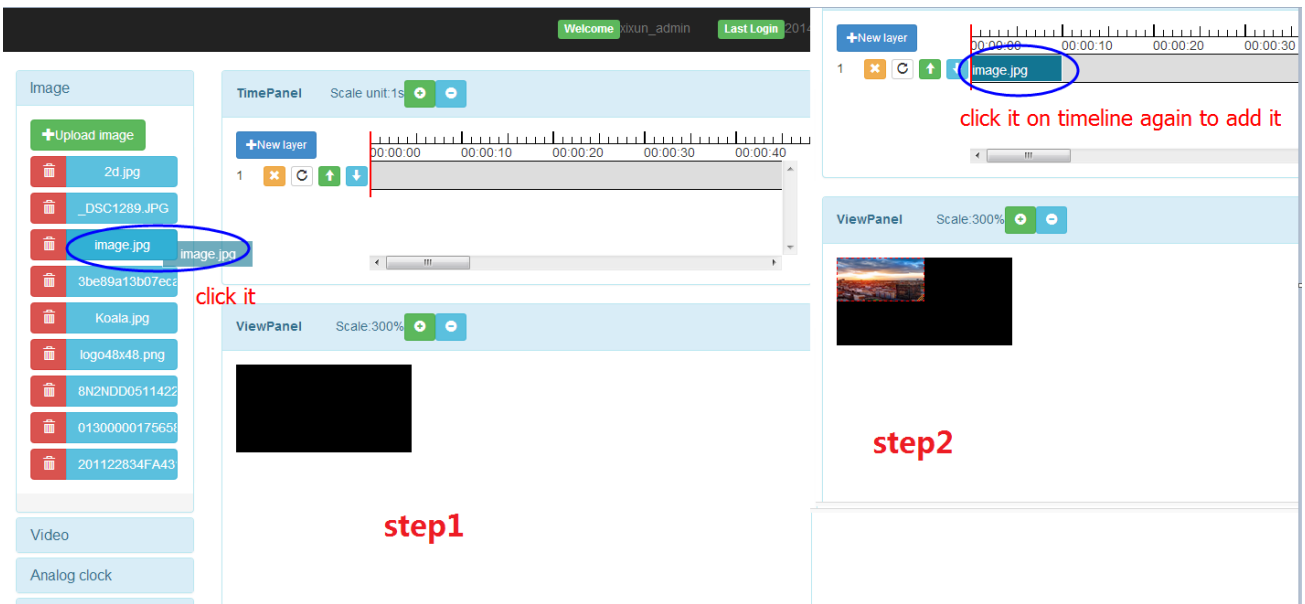 Welcome xixun_admin Last Login 2014
Image
Upload image
2d.jpg
_DSC1289.JPG
image.jpg
image.jpg
3be89a13b07eca
click it
Koala.jpg
logo48x48.png
8N2NDD0511422
01300000175658
201122834FA43
Video
Analog clock
TimePanel Scale unit:1s
New layer
00:00:00 00:00:10 00:00:20 00:00:30 00:00:40
1
ViewPanel Scale:300%
step1
New layer
00:00:00 00:00:10 00:00:20 00:00:30
1 image.jpg
click it on timeline again to add it
ViewPanel Scale:300%
step2